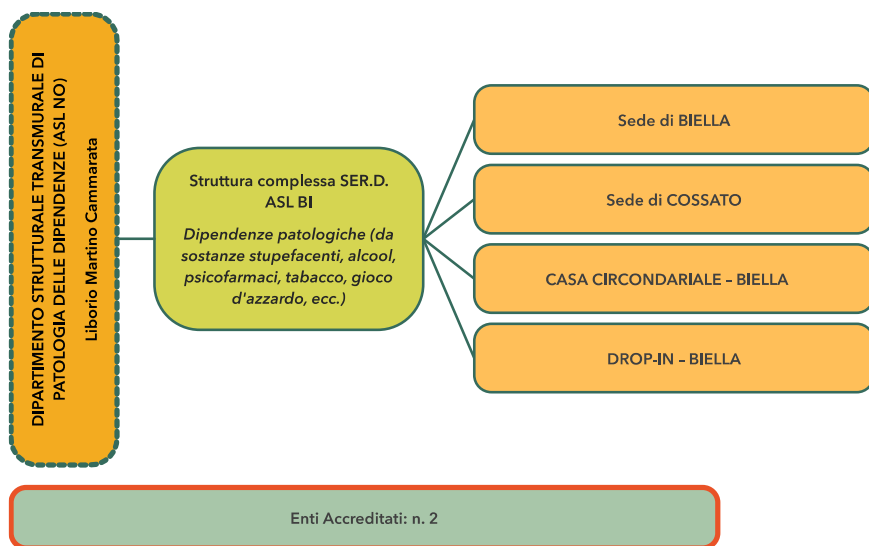 DIPARTIMENTO STRUTTURALE TRANSMURALE DI
PATOLOGIA DELLE DIPENDENZE (ASL NO)
Liborio Martino Cammarata
Struttura complessa SER.D.
ASL BI
Dipendenze patologiche (da
sostanze stupefacenti, alcool,
psicofarmaci, tabacco, gioco
d'azzardo, ecc.)
Sede di BIELLA
Sede di COSSATO
CASA CIRCONDARIALE – BIELLA
DROP-IN – BIELLA
Enti Accreditati: n. 2